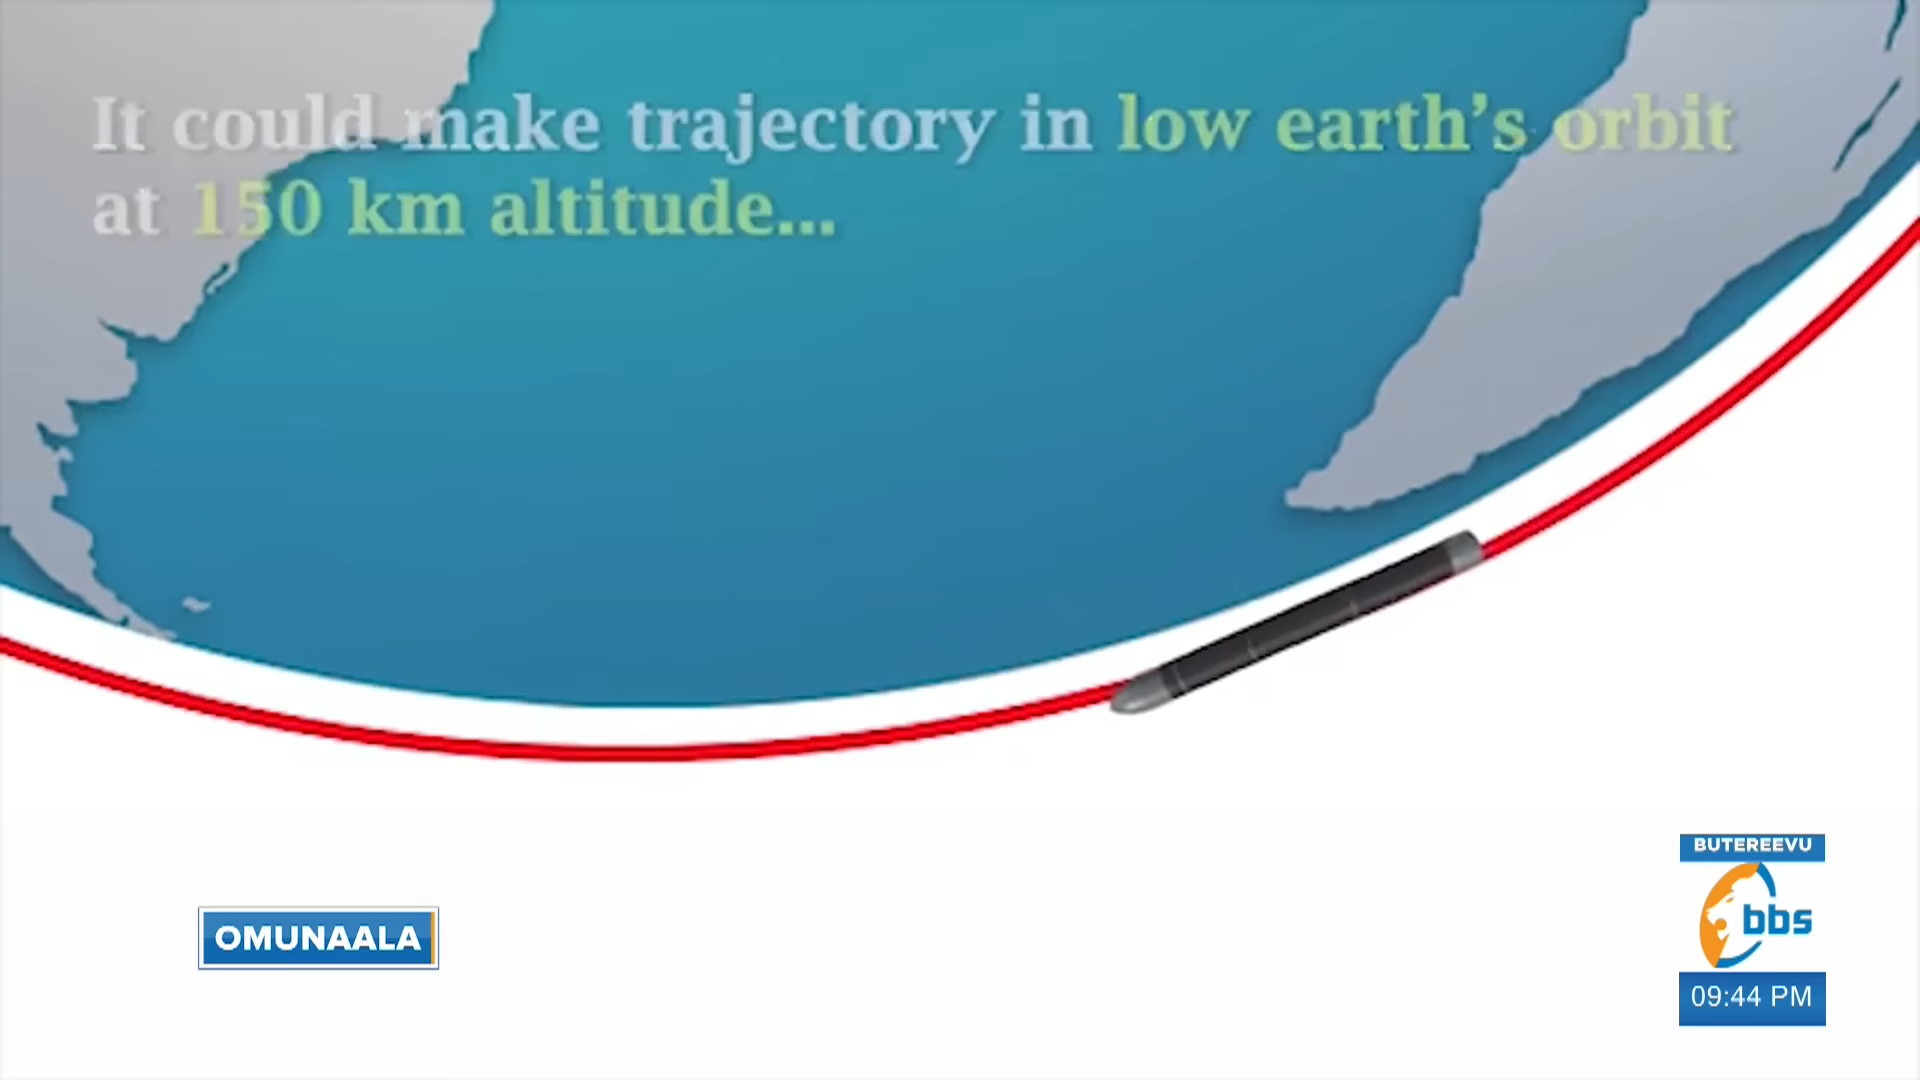 It could make trajectory in low earth's orbit
at 150 km altitude...
OMUNAALA
BUTEREEVU
bbs
09:44 PM